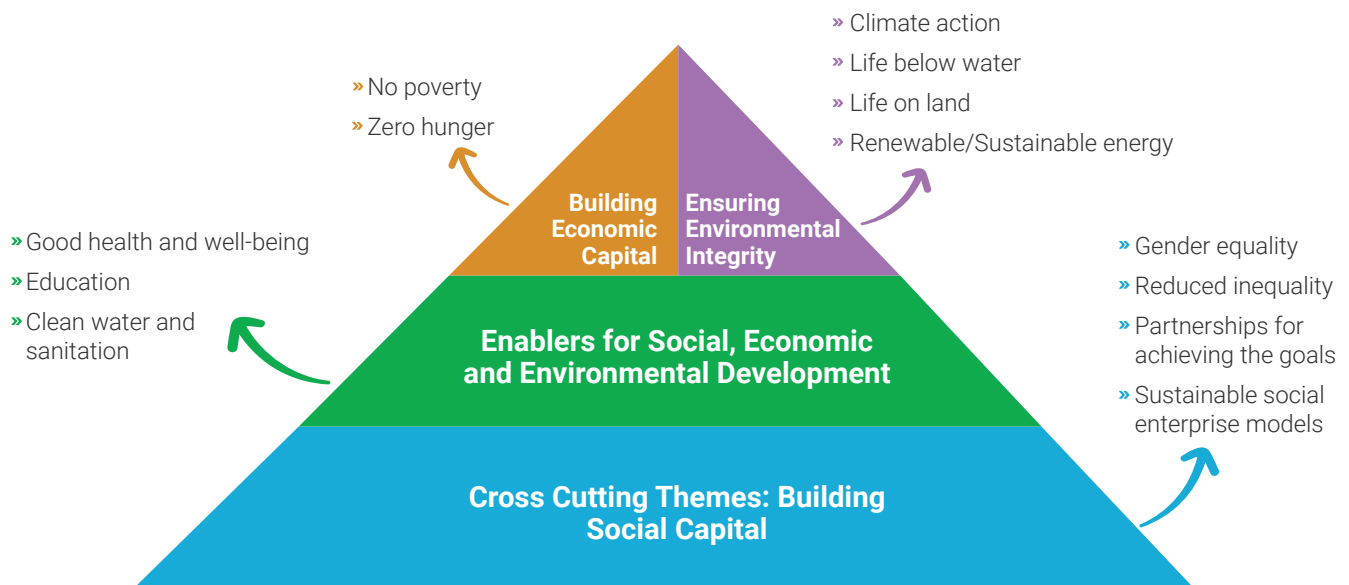 » Climate action
» Life below water
» Life on land
» Renewable/Sustainable energy
» No poverty
» Zero hunger
Building
Economic
Capital
Ensuring
Environmental
Integrity
» Good health and well-being
» Education
» Clean water and
sanitation
» Gender equality
» Reduced inequality
» Partnerships for
achieving the goals
» Sustainable social
enterprise models
Enablers for Social, Economic
and Environmental Development
Cross Cutting Themes: Building
Social Capital